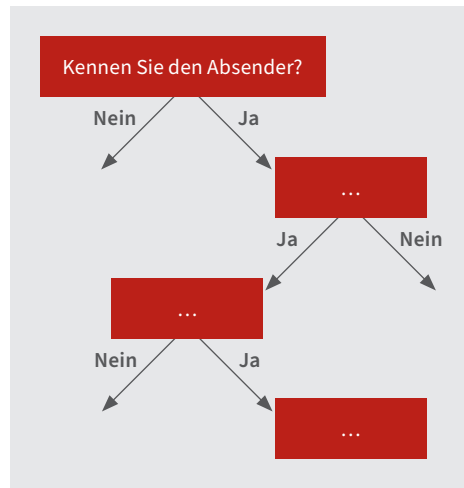 Kennen Sie den Absender?
Nein Ja
…
Ja Nein
…
Nein Ja
…